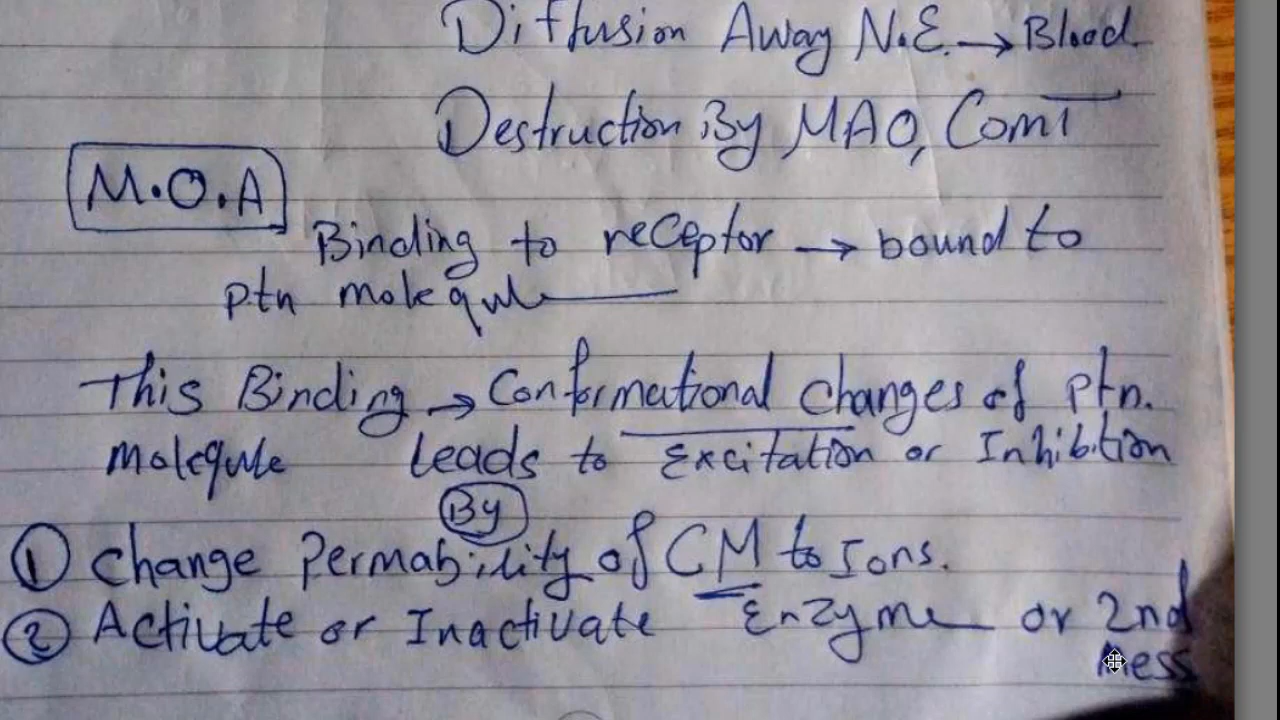 Diffusion Away N.E. → Blood
Destruction By MAO, ComT
M.O.A
Binding to receptor → bound to
ptn molequle
This Binding → Conformational changes of ptn.
molequle leads to Excitation or Inhibition
By
① change Permability of CM to Ions.
② Activate or Inactivate Enzyme or 2nd
Mess